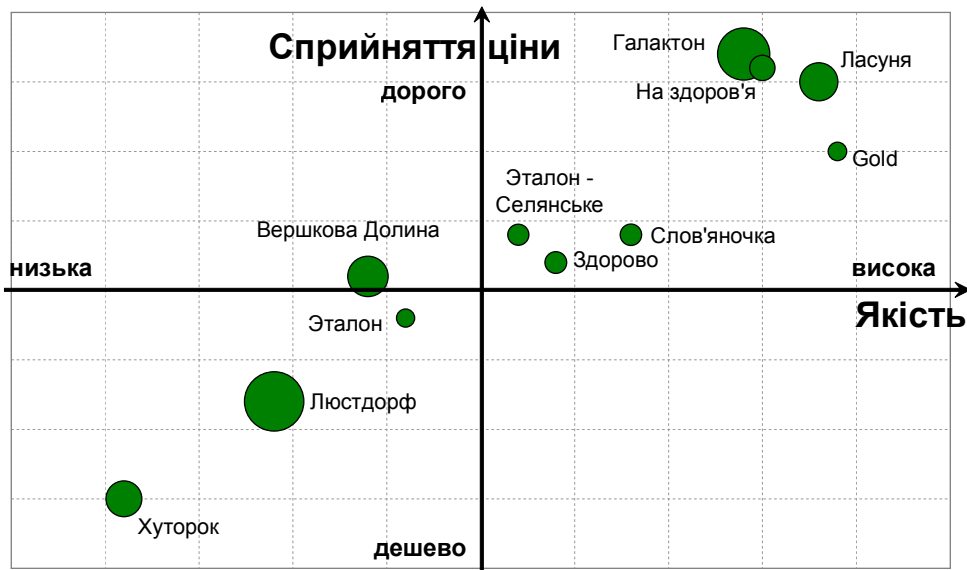 Сприйняття ціни
Галактон
Ласуня
дорого
На здоров'я
Gold
Эталон -
Селянське
Вершкова Долина
Слов'яночка
Здорово
низька
висока
Якість
Эталон
Люстдорф
Хуторок
дешево